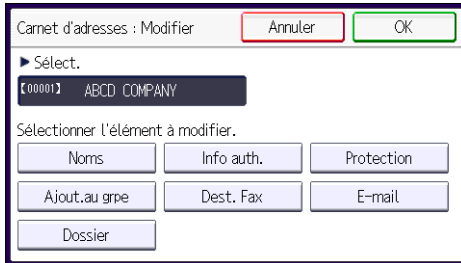 Carnet d'adresses : Modifier Annuler OK
▶ Sélect.
【00001】 ABCD COMPANY
Sélectionner l'élément à modifier.
Noms Info auth. Protection
Ajout.au grpe Dest. Fax E-mail
Dossier